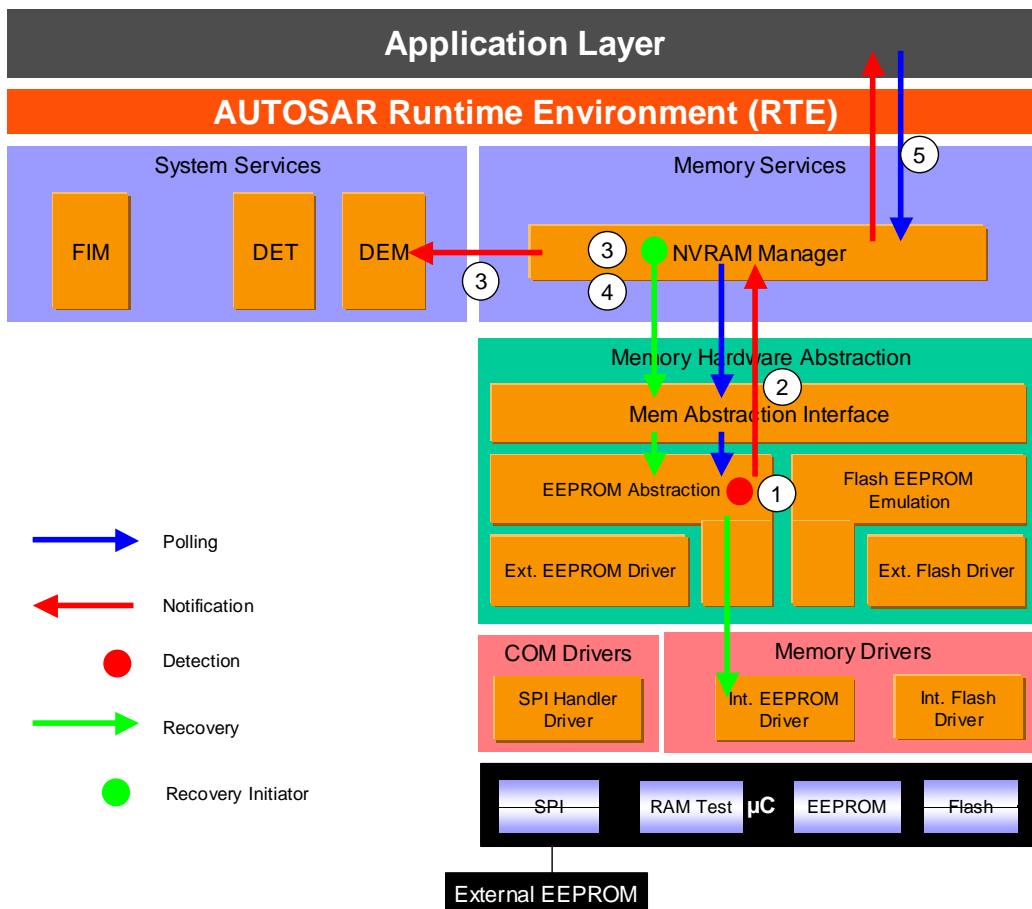 Application Layer
AUTOSAR Runtime Environment (RTE)
System Services
Memory Services
5
FIM
DET
DEM
3
3
4
NVRAM Manager
Memory Hardware Abstraction
2
Mem Abstraction Interface
EEPROM Abstraction
1
Flash EEPROM
Emulation
Ext. EEPROM Driver
Ext. Flash Driver
Polling
Notification
Detection
Recovery
Recovery Initiator
COM Drivers
Memory Drivers
SPI Handler
Driver
Int. EEPROM
Driver
Int. Flash
Driver
SPI
RAM Test
µC
EEPROM
Flash
External EEPROM